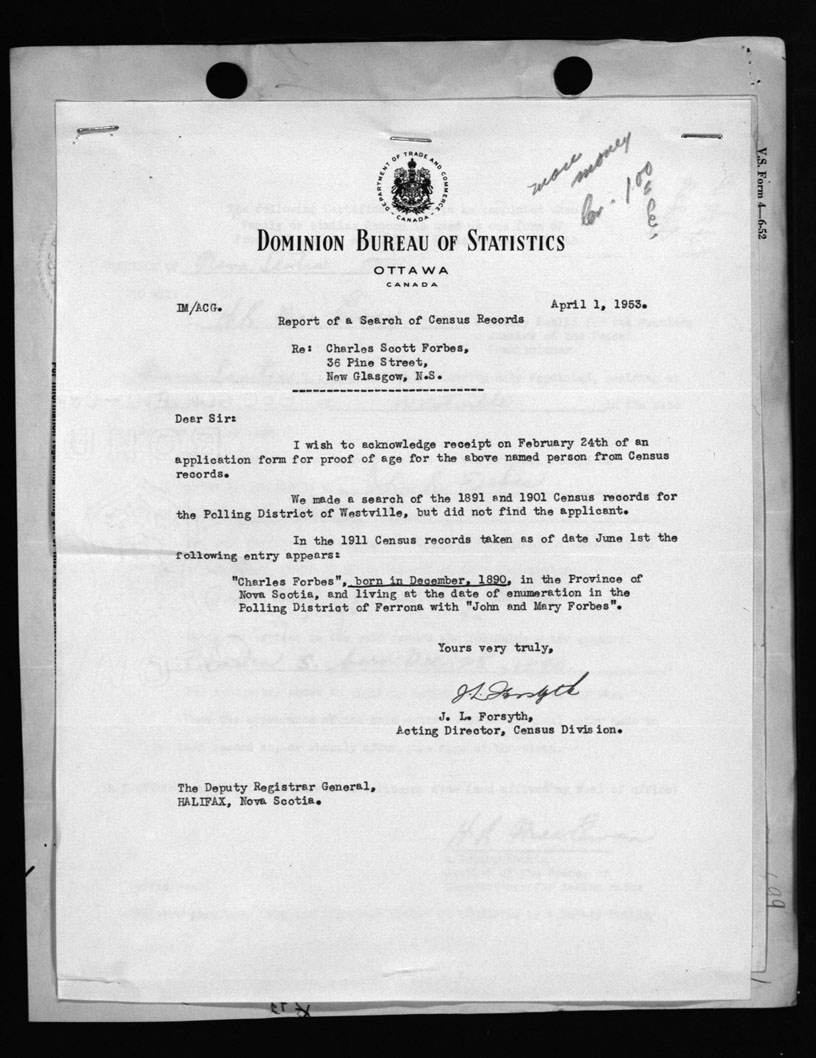 more
money
1.00
V.S. Form 4—6-52
DEPARTMENT OF TRADE AND COMMERCE
CANADA
DOMINION BUREAU OF STATISTICS
OTTAWA
CANADA
IM/ACG.
April 1, 1953.
Report of a Search of Census Records
Re: Charles Scott Forbes,
36 Pine Street,
New Glasgow, N.S.
Dear Sir:
I wish to acknowledge receipt on February 24th of an
application form for proof of age for the above named person from Census
records.
We made a search of the 1891 and 1901 Census records for
the Polling District of Westville, but did not find the applicant.
In the 1911 Census records taken as of date June 1st the
following entry appears:
"Charles Forbes", born in December, 1890, in the Province of
Nova Scotia, and living at the date of enumeration in the
Polling District of Ferrona with "John and Mary Forbes".
Yours very truly,
J. L. Forsyth
J. L. Forsyth,
Acting Director, Census Division.
The Deputy Registrar General,
HALIFAX, Nova Scotia.